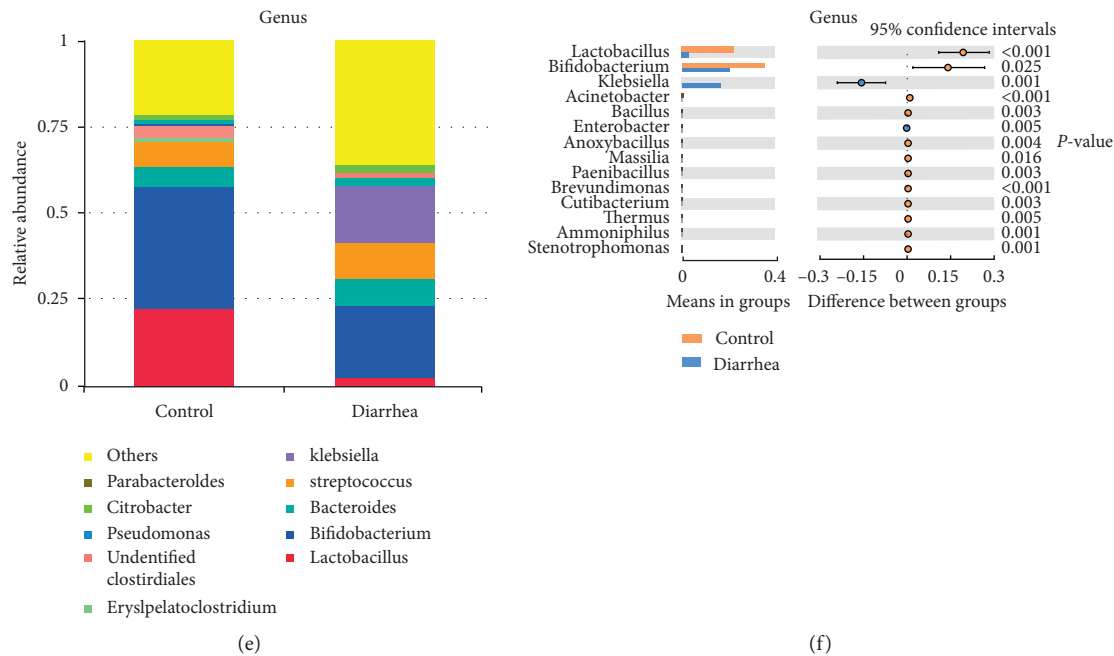 Genus
1
0.75
0.5
0.25
0
Relative abundance
Control
Diarrhea
Others
Parabacteroldes
Citrobacter
Pseudomonas
Undentified
clostirdiales
Eryslpelatoclostridium
klebsiella
streptococcus
Bacteroides
Bifidobacterium
Lactobacillus
(e)
Genus
95% confidence intervals
Lactobacillus <0.001
Bifidobacterium 0.025
Klebsiella 0.001
Acinetobacter <0.001
Bacillus 0.003
Enterobacter 0.005
Anoxybacillus 0.004
Massilia 0.016
Paenibacillus 0.003
Brevundimonas <0.001
Cutibacterium 0.003
Thermus 0.005
Ammoniphilus 0.001
Stenotrophomonas 0.001
P-value
0 0.4
–0.3 –0.15 0 0.15 0.3
Means in groups
Difference between groups
Control
Diarrhea
(f)